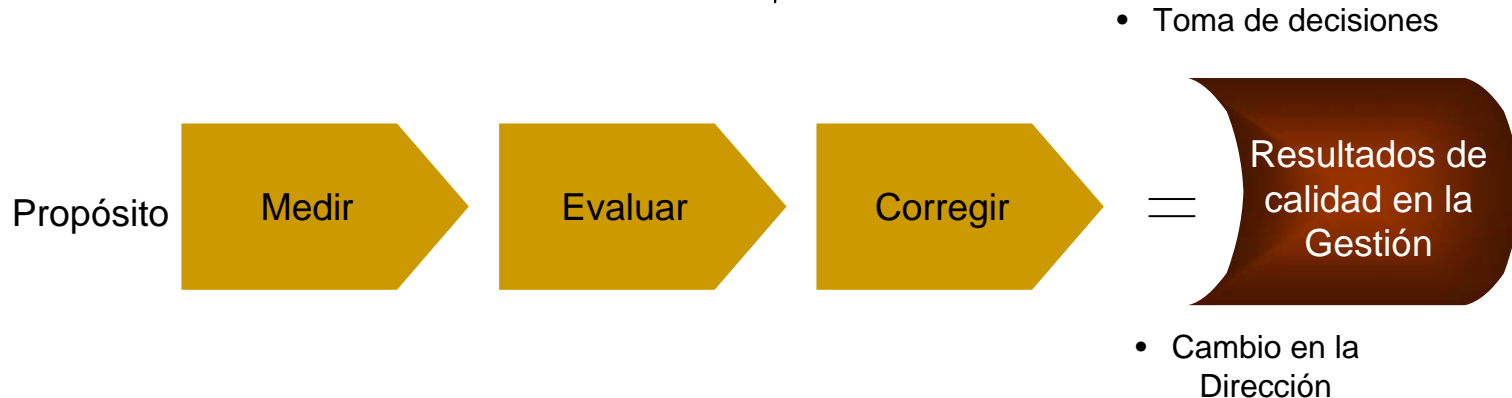 • Toma de decisiones
Propósito
Medir
Evaluar
Corregir
=
Resultados de
calidad en la
Gestión
• Cambio en la
Dirección